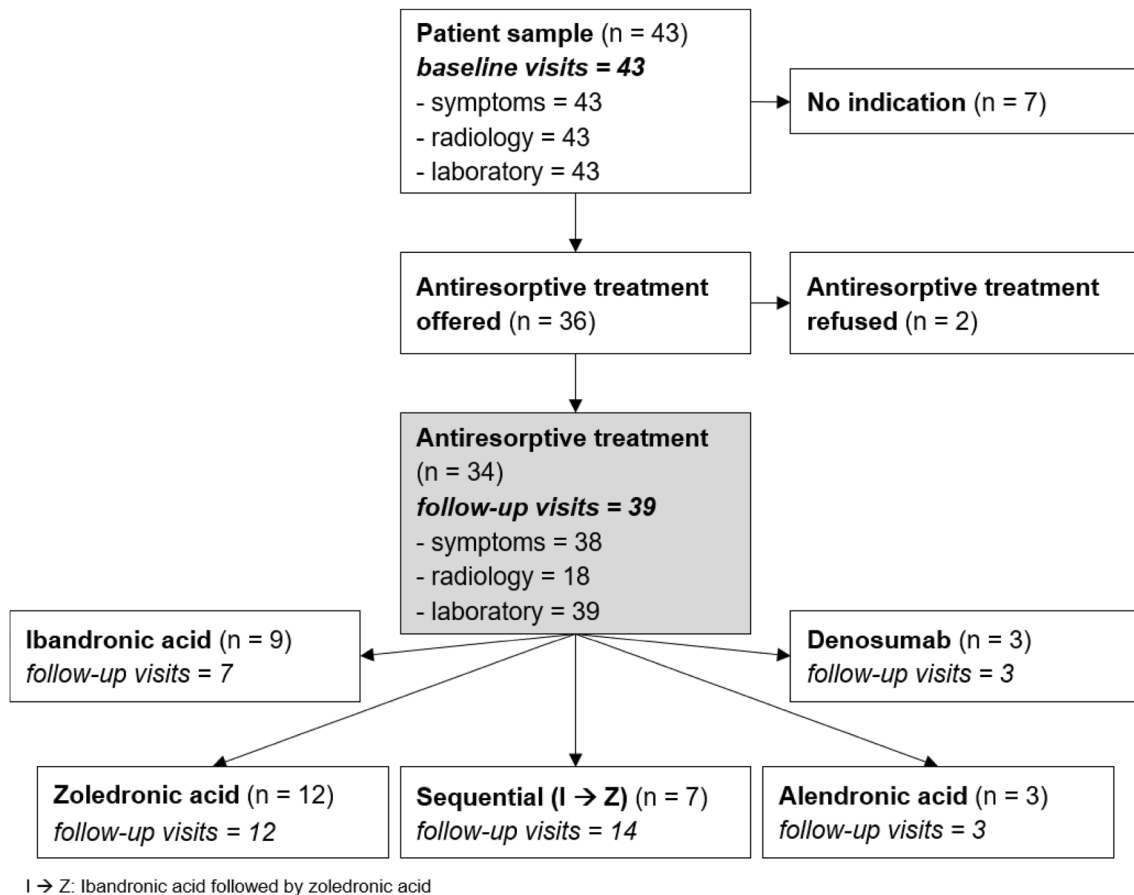 Patient sample (n = 43)
baseline visits = 43
- symptoms = 43
- radiology = 43
- laboratory = 43
No indication (n = 7)
Antiresorptive treatment
offered (n = 36)
Antiresorptive treatment
refused (n = 2)
Antiresorptive treatment
(n = 34)
follow-up visits = 39
- symptoms = 38
- radiology = 18
- laboratory = 39
Ibandronic acid (n = 9)
follow-up visits = 7
Denosumab (n = 3)
follow-up visits = 3
Zoledronic acid (n = 12)
follow-up visits = 12
Sequential (I → Z) (n = 7)
follow-up visits = 14
Alendronic acid (n = 3)
follow-up visits = 3
I → Z: Ibandronic acid followed by zoledronic acid